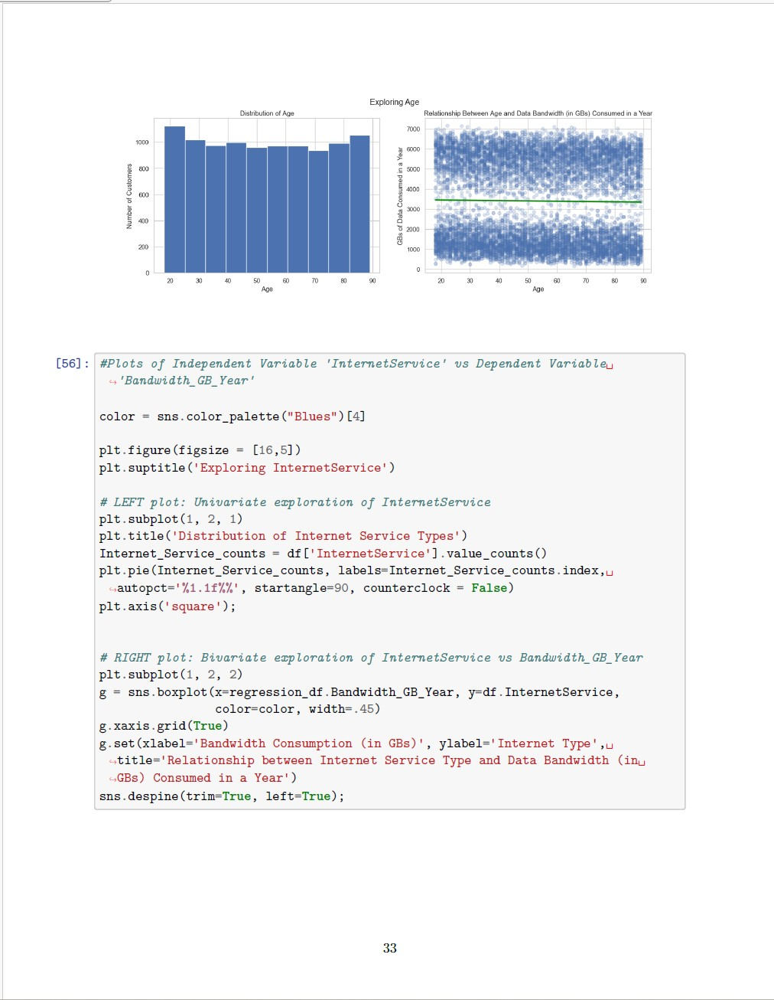 Exploring Age
Distribution of Age
Number of Customers
1000
800
600
400
200
0
20 30 40 50 60 70 80 90
Age
Relationship Between Age and Data Bandwidth (in GBs) Consumed in a Year
GBs of Data Consumed in a Year
7000
6000
5000
4000
3000
2000
1000
0
20 30 40 50 60 70 80 90
Age
[56]: #Plots of Independent Variable 'InternetService' vs Dependent Variable␣
↪'Bandwidth_GB_Year'
color = sns.color_palette("Blues")[4]
plt.figure(figsize = [16,5])
plt.suptitle('Exploring InternetService')
# LEFT plot: Univariate exploration of InternetService
plt.subplot(1, 2, 1)
plt.title('Distribution of Internet Service Types')
Internet_Service_counts = df['InternetService'].value_counts()
plt.pie(Internet_Service_counts, labels=Internet_Service_counts.index,␣
↪autopct='%1.1f%%', startangle=90, counterclock = False)
plt.axis('square');
# RIGHT plot: Bivariate exploration of InternetService vs Bandwidth_GB_Year
plt.subplot(1, 2, 2)
g = sns.boxplot(x=regression_df.Bandwidth_GB_Year, y=df.InternetService,
color=color, width=.45)
g.xaxis.grid(True)
g.set(xlabel='Bandwidth Consumption (in GBs)', ylabel='Internet Type',␣
↪title='Relationship between Internet Service Type and Data Bandwidth (in␣
↪GBs) Consumed in a Year')
sns.despine(trim=True, left=True);
33